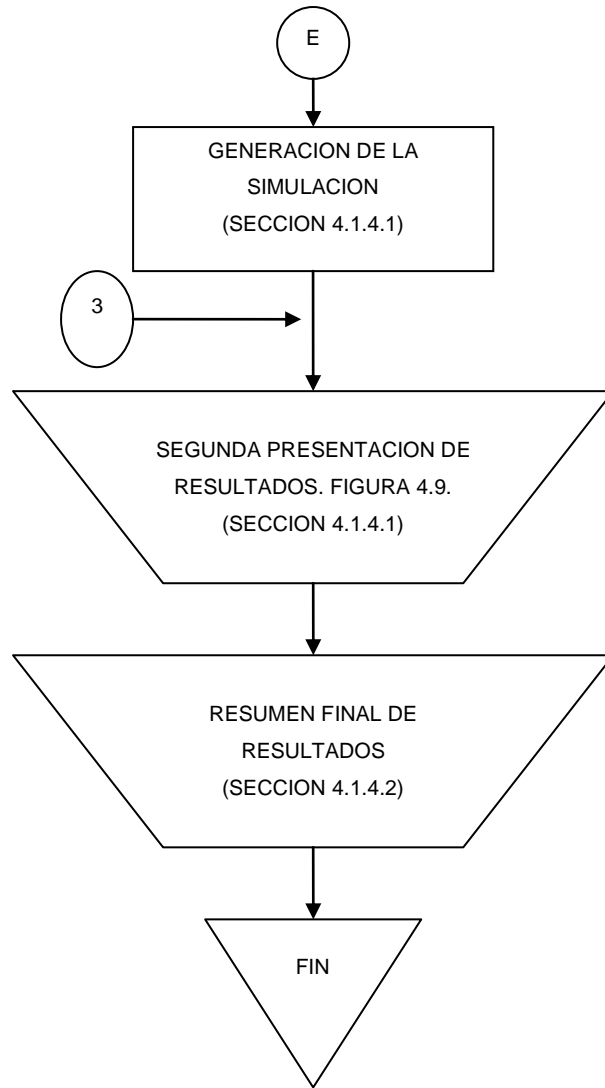 E
GENERACION DE LA
SIMULACION
(SECCION 4.1.4.1)
3
SEGUNDA PRESENTACION DE
RESULTADOS. FIGURA 4.9.
(SECCION 4.1.4.1)
RESUMEN FINAL DE
RESULTADOS
(SECCION 4.1.4.2)
FIN